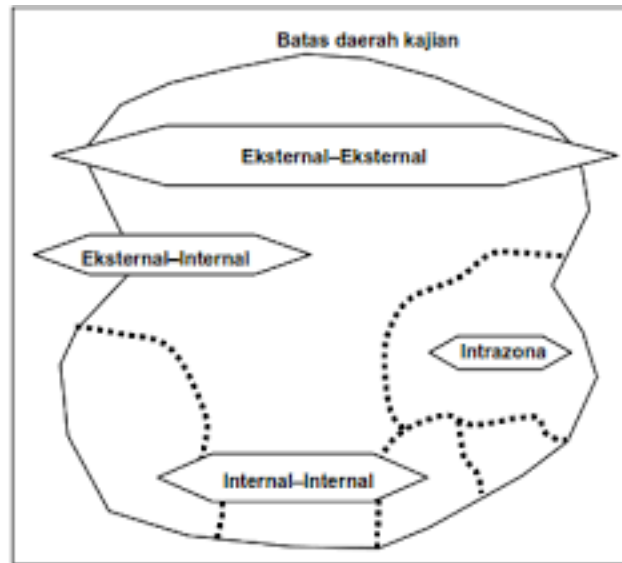 Batas daerah kajian
Eksternal–Eksternal
Eksternal–Internal
Intrazona
Internal–Internal